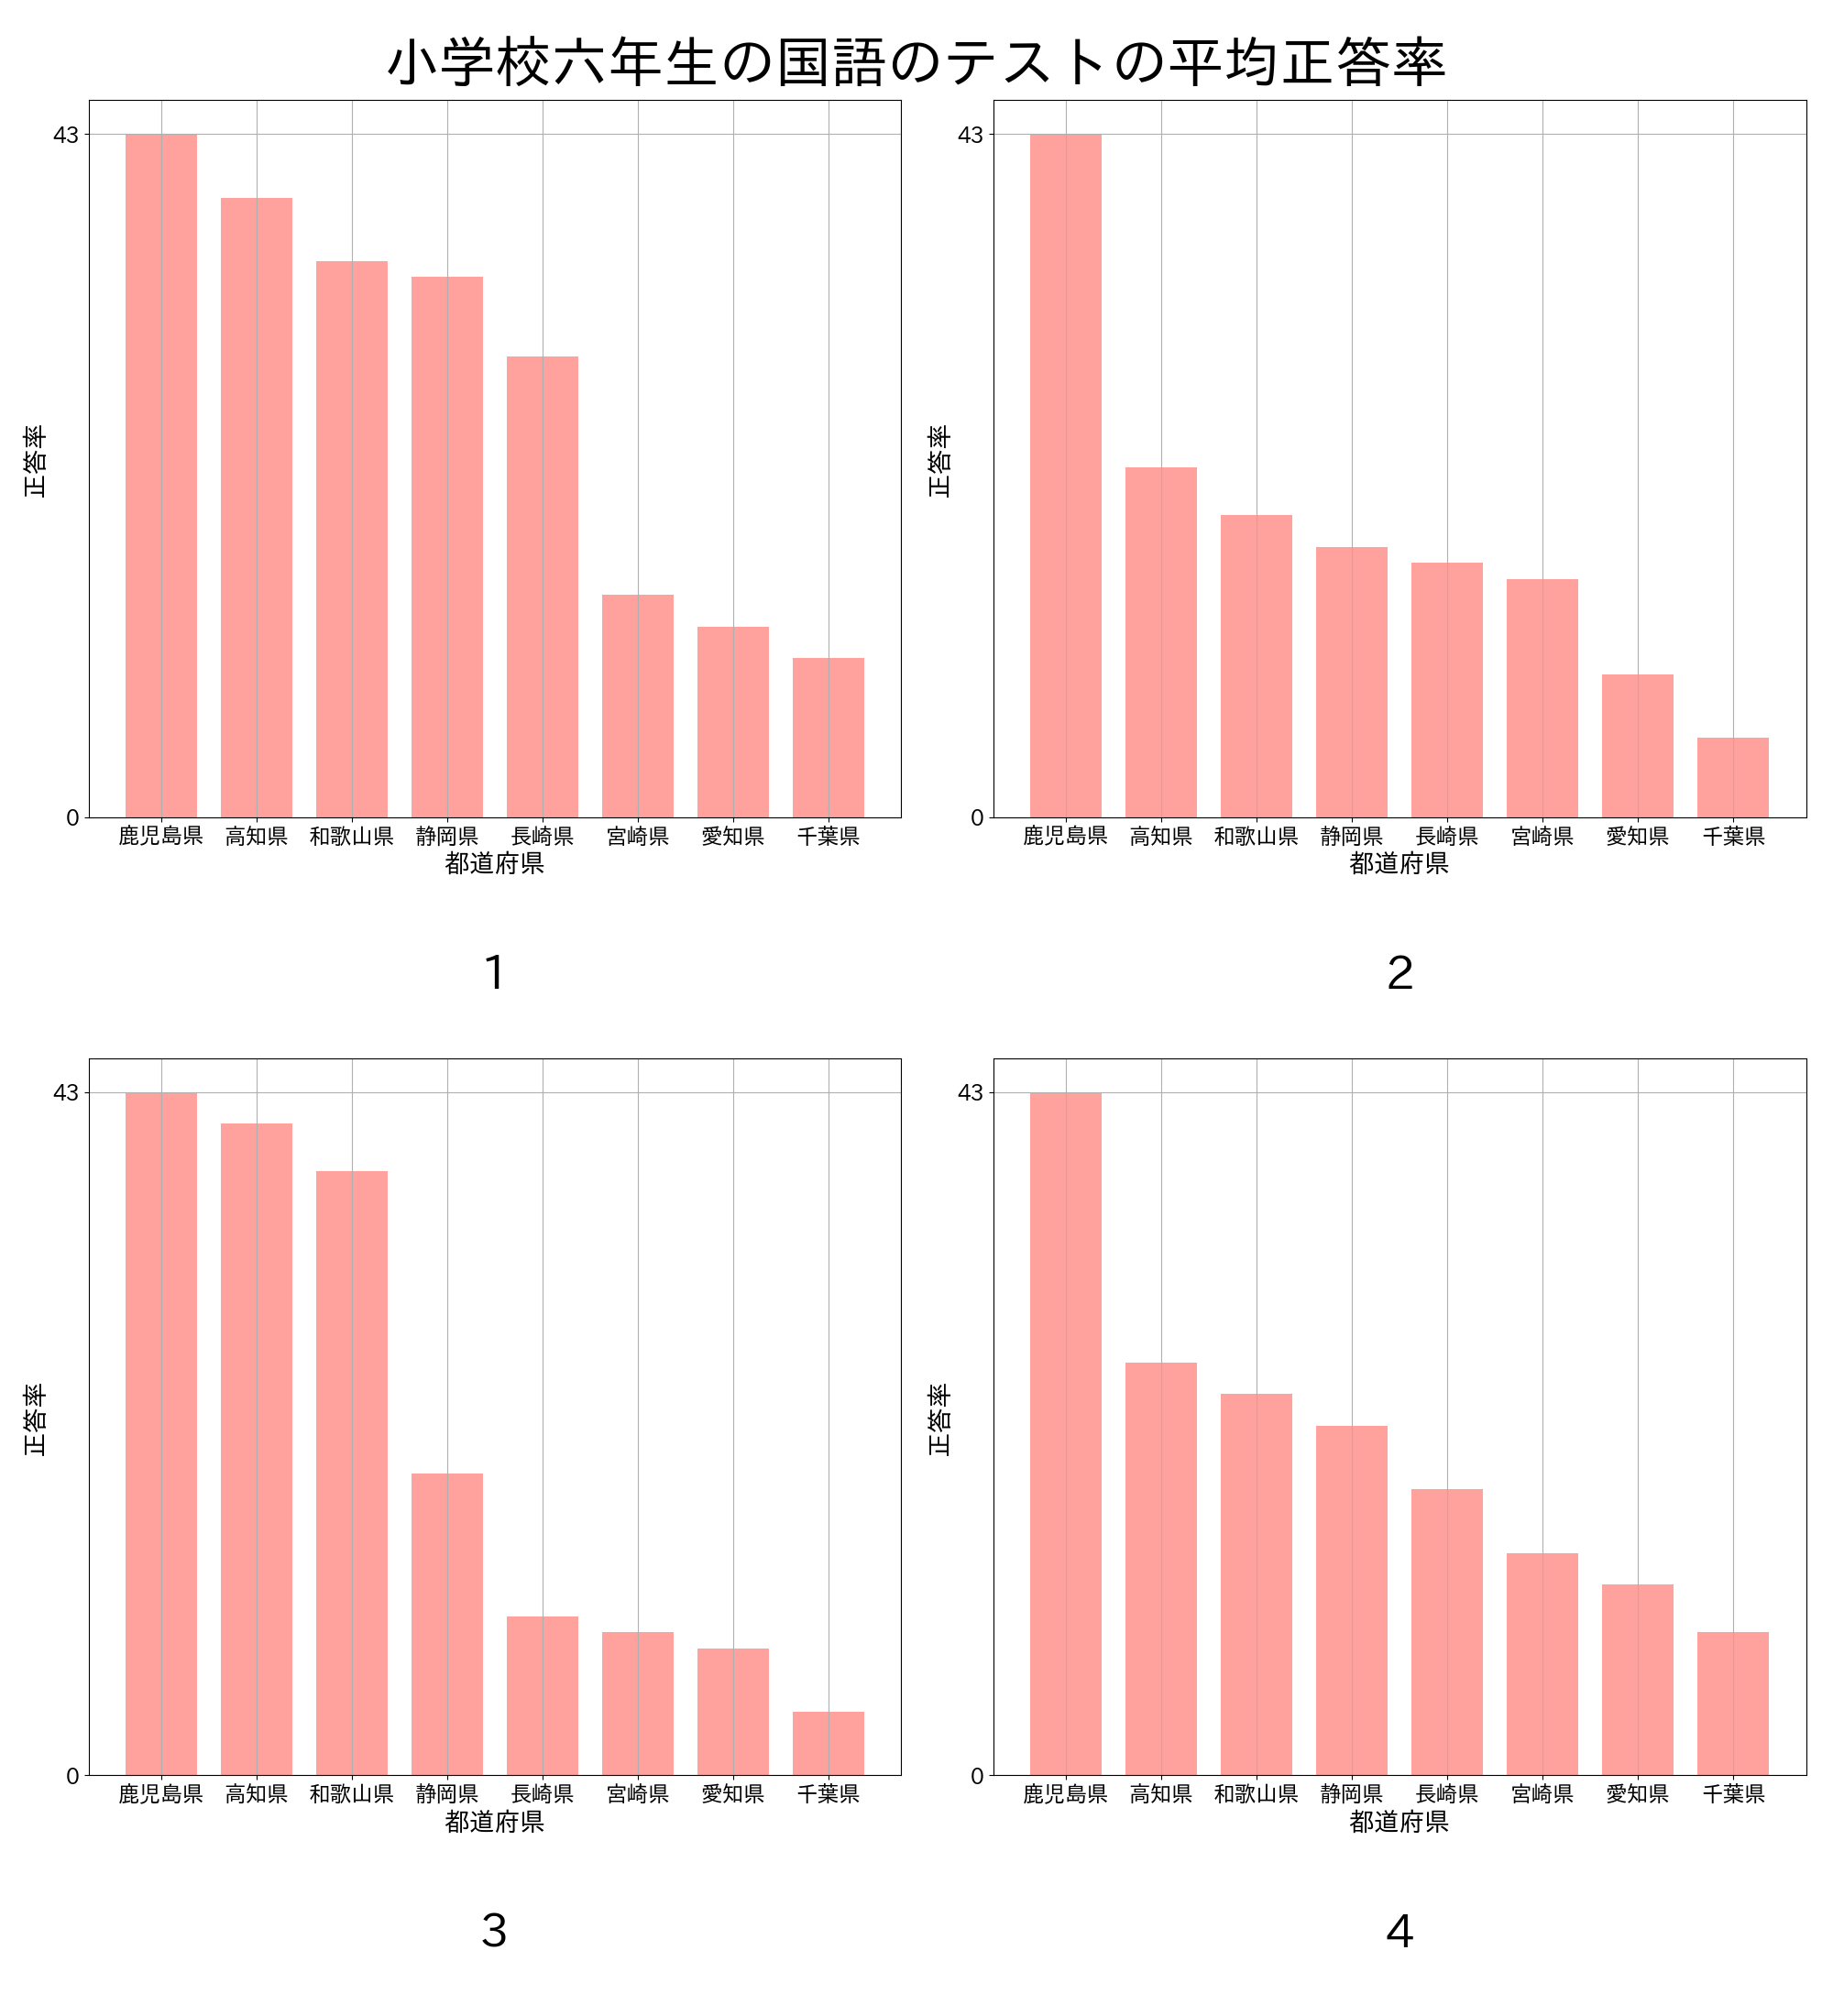 小学校六年生の国語のテストの平均正答率
43
0
正答率
鹿児島県 高知県 和歌山県 静岡県 長崎県 宮崎県 愛知県 千葉県
都道府県
1
43
0
正答率
鹿児島県 高知県 和歌山県 静岡県 長崎県 宮崎県 愛知県 千葉県
都道府県
2
43
0
正答率
鹿児島県 高知県 和歌山県 静岡県 長崎県 宮崎県 愛知県 千葉県
都道府県
3
43
0
正答率
鹿児島県 高知県 和歌山県 静岡県 長崎県 宮崎県 愛知県 千葉県
都道府県
4